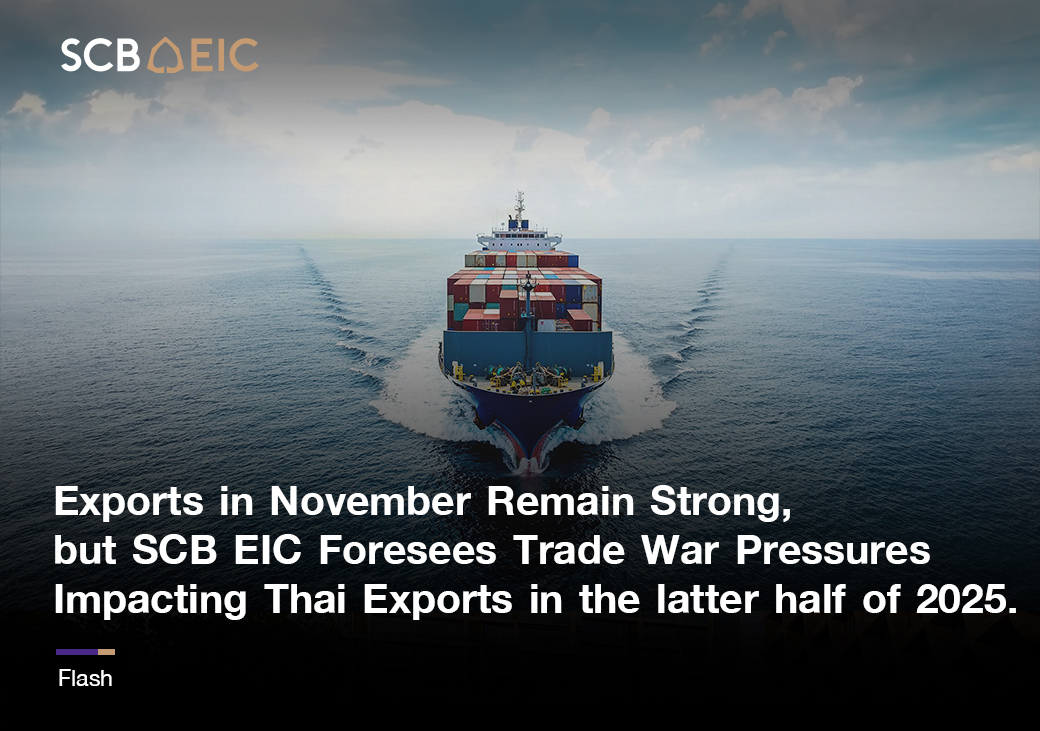 SCB EIC
Exports in November Remain Strong,
but SCB EIC Foresees Trade War Pressures
Impacting Thai Exports in the latter half of 2025.
Flash